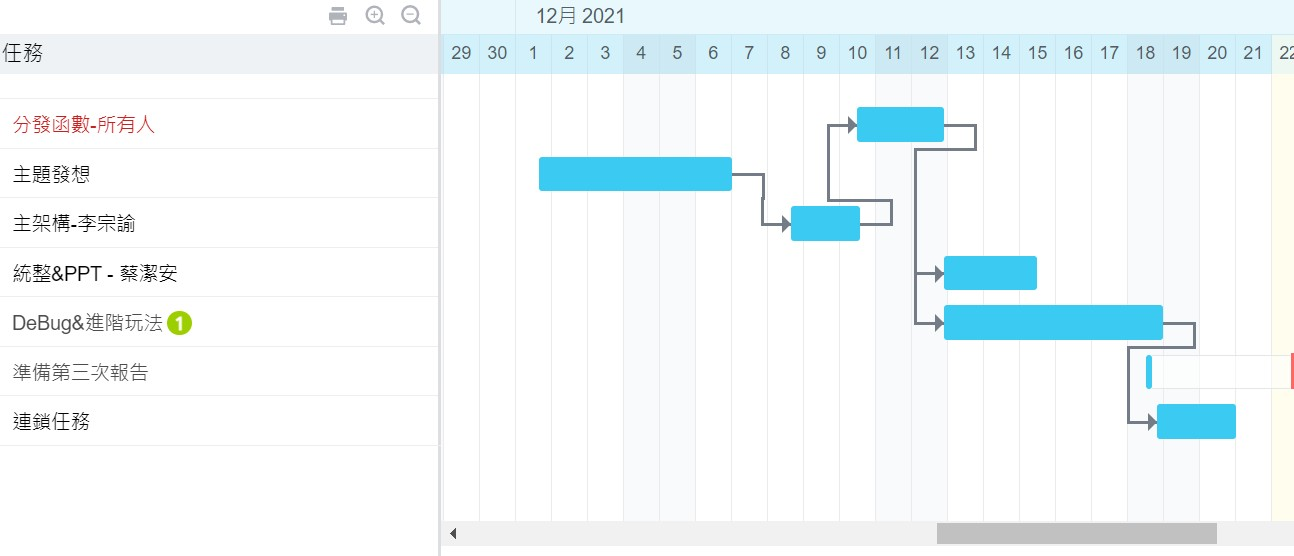 12月 2021
任務
29 30 1 2 3 4 5 6 7 8 9 10 11 12 13 14 15 16 17 18 19 20 21 22
分發函數-所有人
主題發想
主架構-李宗諭
統整&PPT - 蔡潔安
DeBug&進階玩法 1
準備第三次報告
連鎖任務